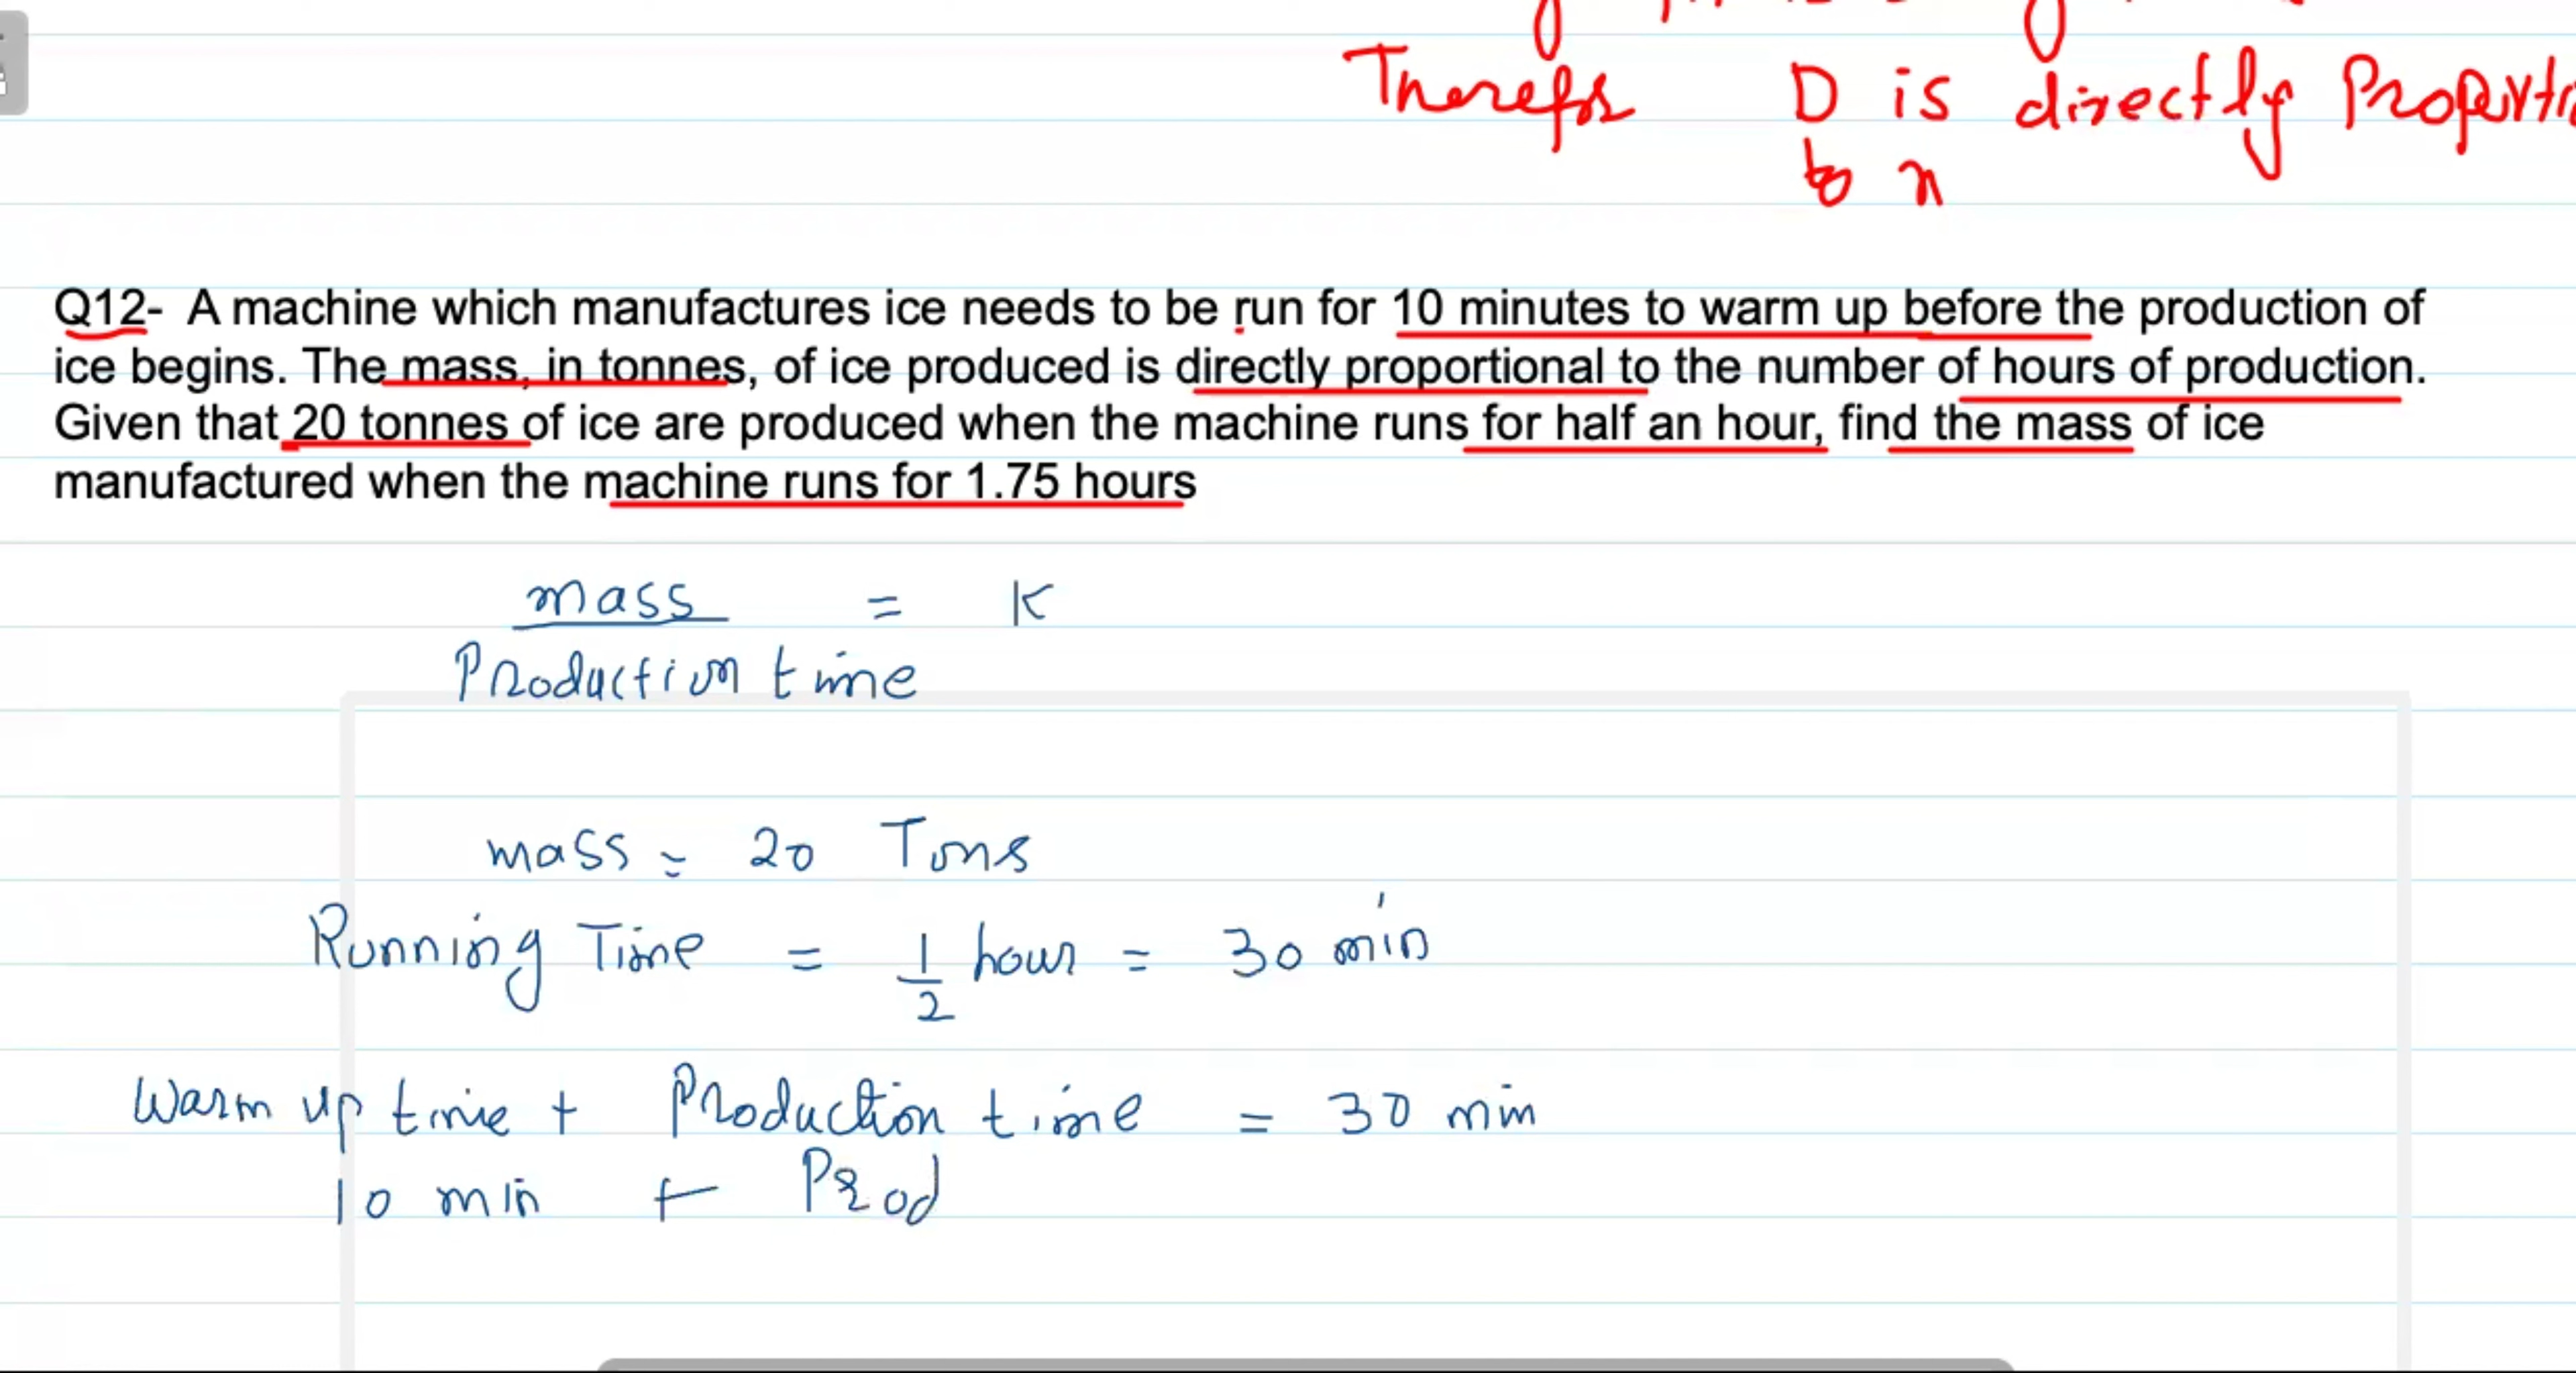 Therefor D is directly
to n
Q12- A machine which manufactures ice needs to be run for 10 minutes to warm up before the production of
ice begins. The mass, in tonnes, of ice produced is directly proportional to the number of hours of production.
Given that 20 tonnes of ice are produced when the machine runs for half an hour, find the mass of ice
manufactured when the machine runs for 1.75 hours
mass = K
Production time
mass = 20 Tons
Running Time = 1/2 hour = 30 min
Warm up time + Production time = 30 min
10 min + Prod